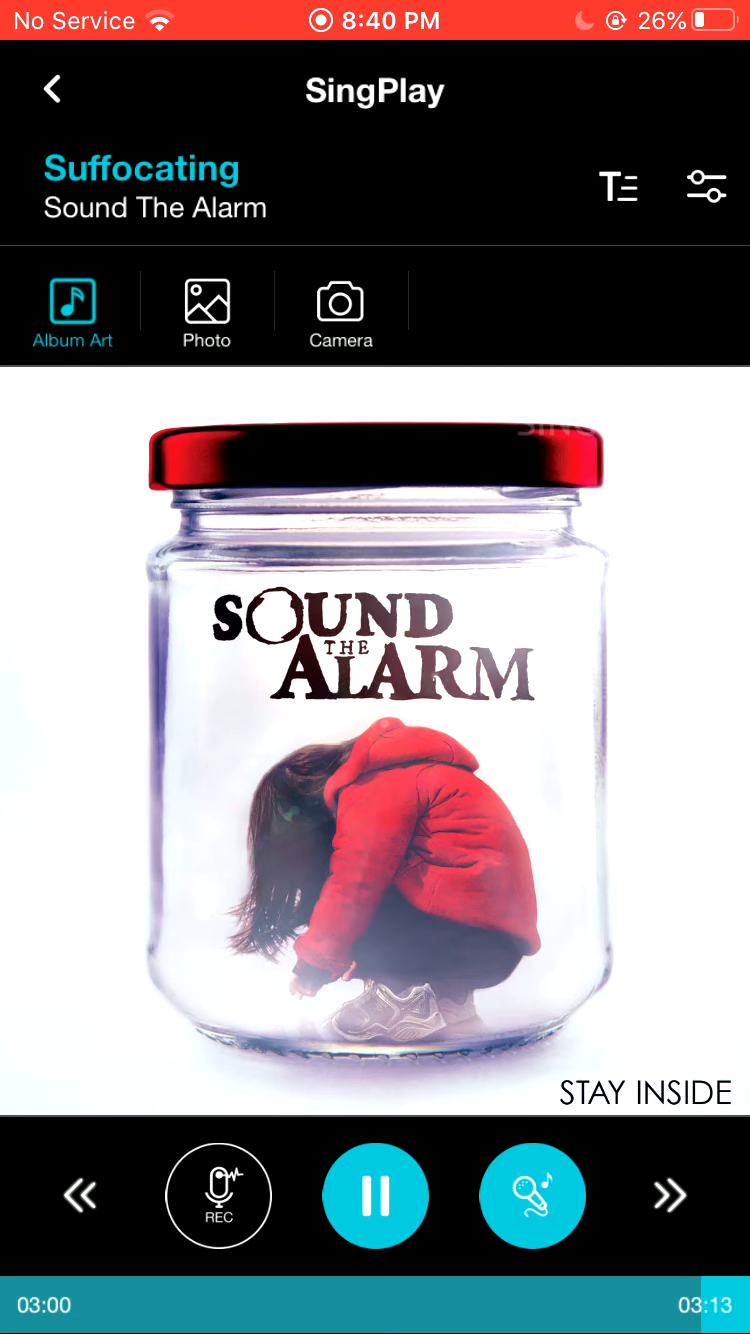 No Service 8:40 PM 26%
SingPlay
Suffocating
Sound The Alarm
Album Art Photo Camera
SOUND
THE
ALARM
STAY INSIDE
REC
03:00 03:13